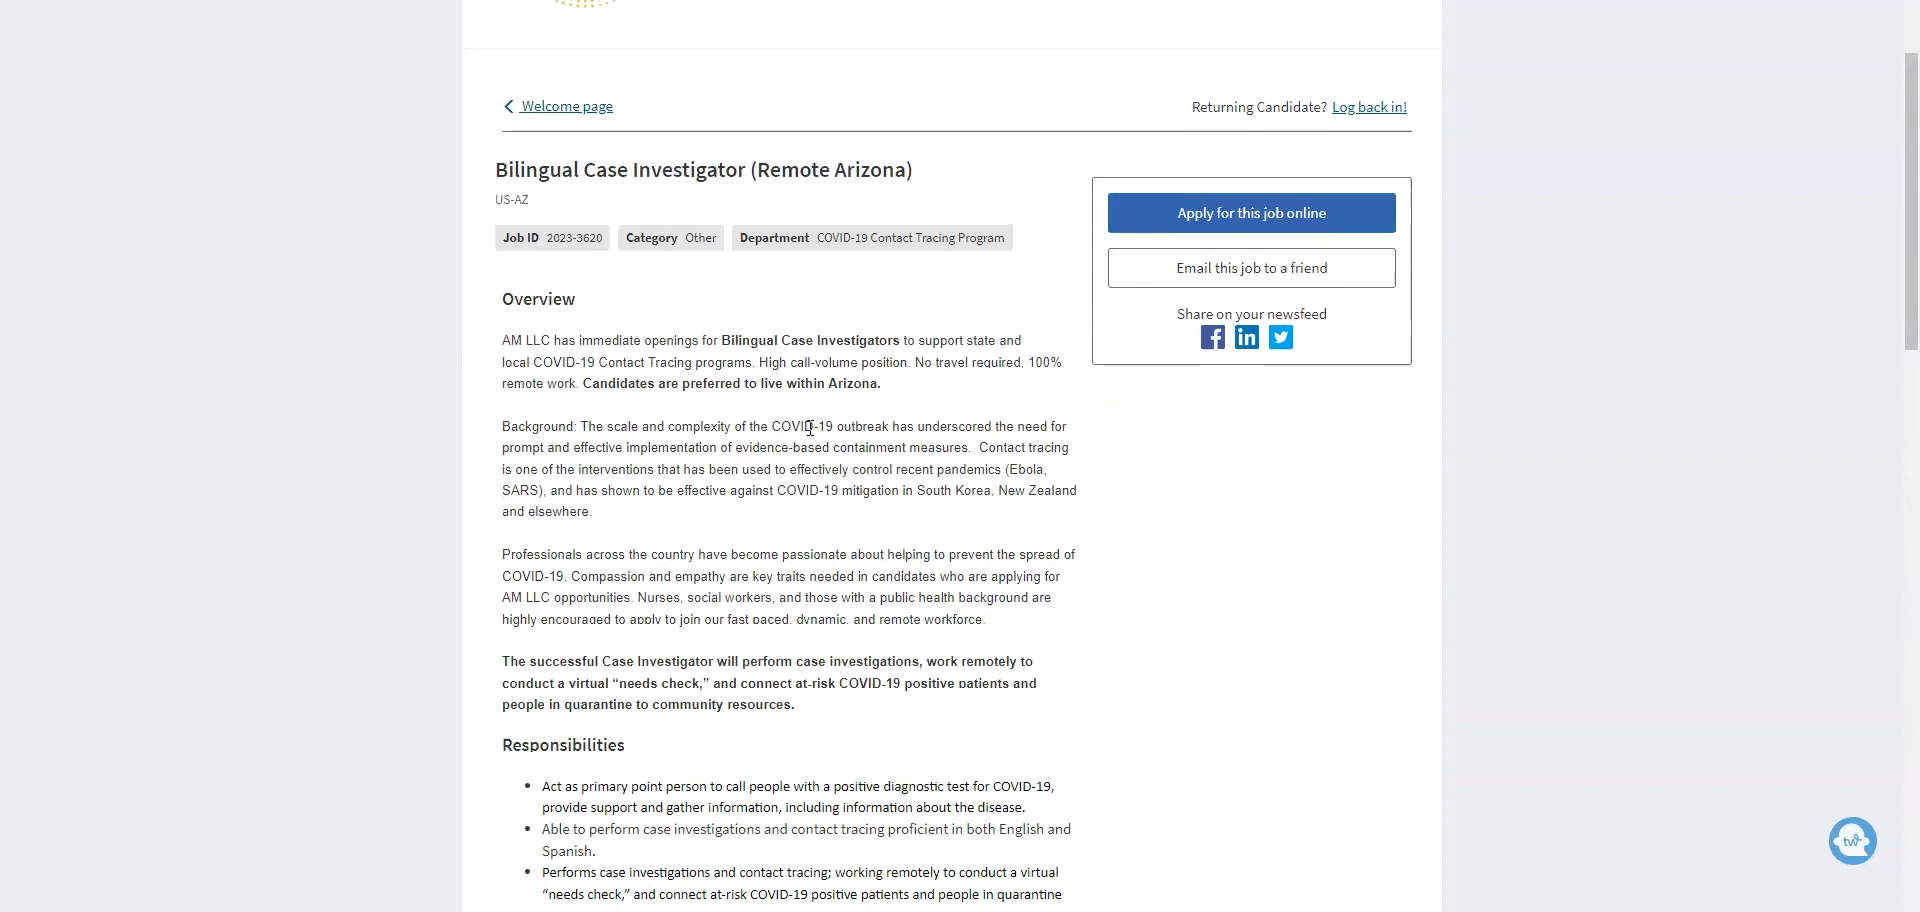 Welcome page
Returning Candidate? Log back in!
Bilingual Case Investigator (Remote Arizona)
US-AZ
Job ID 2023-3620 Category Other Department COVID-19 Contact Tracing Program
Apply for this job online
Email this job to a friend
Share on your newsfeed
Overview
AM LLC has immediate openings for Bilingual Case Investigators to support state and
local COVID-19 Contact Tracing programs. High call-volume position. No travel required, 100%
remote work. Candidates are preferred to live within Arizona.
Background: The scale and complexity of the COVID-19 outbreak has underscored the need for
prompt and effective implementation of evidence-based containment measures.  Contact tracing
is one of the interventions that has been used to effectively control recent pandemics (Ebola,
SARS), and has shown to be effective against COVID-19 mitigation in South Korea, New Zealand
and elsewhere.
Professionals across the country have become passionate about helping to prevent the spread of
COVID-19. Compassion and empathy are key traits needed in candidates who are applying for
AM LLC opportunities. Nurses, social workers, and those with a public health background are
highly encouraged to apply to join our fast paced, dynamic, and remote workforce.
The successful Case Investigator will perform case investigations, work remotely to
conduct a virtual “needs check,” and connect at-risk COVID-19 positive patients and
people in quarantine to community resources.
Responsibilities
• Act as primary point person to call people with a positive diagnostic test for COVID-19,
provide support and gather information, including information about the disease.
• Able to perform case investigations and contact tracing proficient in both English and
Spanish.
• Performs case investigations and contact tracing; working remotely to conduct a virtual
“needs check,” and connect at-risk COVID-19 positive patients and people in quarantine
tw